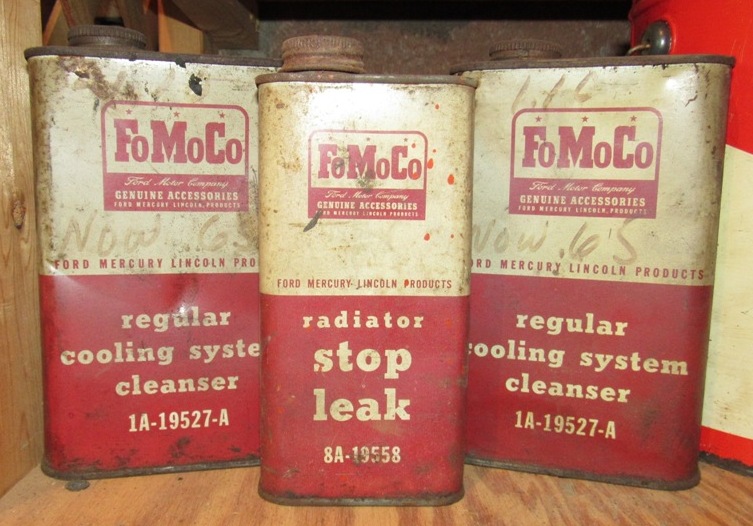 FoMoCo
Ford Motor Company
GENUINE ACCESSORIES
FORD MERCURY LINCOLN PRODUCTS
NOW .65
FORD MERCURY LINCOLN PRO
regular
cooling syste
cleanser
1A-19527-A
FoMoCo
Ford Motor Company
GENUINE ACCESSORIES
FORD MERCURY LINCOLN PRODUCTS
FORD MERCURY-LINCOLN PRODUCTS
radiator
stop
leak
8A-19558
FoMoCo
Ford Motor Company
GENUINE ACCESSORIES
FORD MERCURY LINCOLN PRODUCTS
Now .65
RD MERCURY LINCOLN PRODUCTS
regular
cooling system
cleanser
1A-19527-A